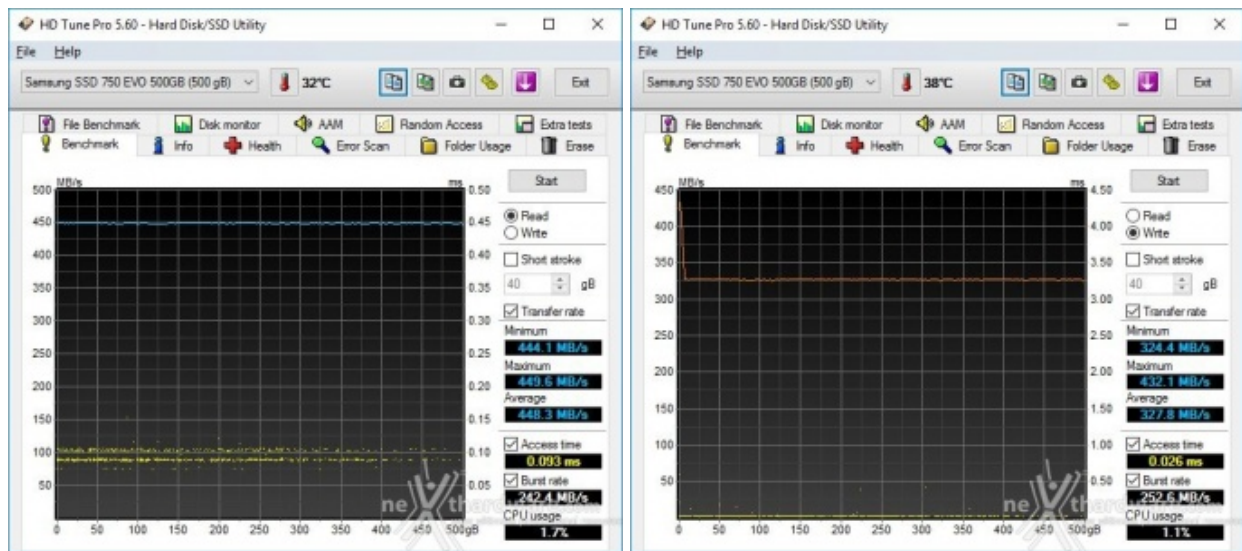 HD Tune Pro 5.60 - Hard Disk/SSD Utility
File Help
Samsung SSD 750 EVO 500GB (500 gB) 32°C Exit
File Benchmark Disk monitor AAM Random Access Extra tests
Benchmark Info Health Error Scan Folder Usage Erase
MB/s ms Start
500 0.50
Read
450 0.45
Write
400 0.40
Short stroke
350 0.35
40 gB
Transfer rate
300 0.30
Minimum
444.1 MB/s
250 0.25
Maximum
449.6 MB/s
200 0.20
Average
448.3 MB/s
150 0.15
Access time
100 0.10
0.093 ms
Burst rate
50 0.05
242.4 MB/s
CPU usage
0 50 100 150 200 250 300 350 400 450 500gB
1.7%
HD Tune Pro 5.60 - Hard Disk/SSD Utility
File Help
Samsung SSD 750 EVO 500GB (500 gB) 38°C Exit
File Benchmark Disk monitor AAM Random Access Extra tests
Benchmark Info Health Error Scan Folder Usage Erase
MB/s ms Start
450 4.50
Read
400 4.00
Write
350 3.50
Short stroke
40 gB
300 3.00
Transfer rate
Minimum
250 2.50
324.4 MB/s
Maximum
200 2.00
432.1 MB/s
Average
150 1.50
327.8 MB/s
100 1.00
Access time
0.026 ms
50 0.50
Burst rate
252.6 MB/s
CPU usage
0 50 100 150 200 250 300 350 400 450 500gB
1.1%